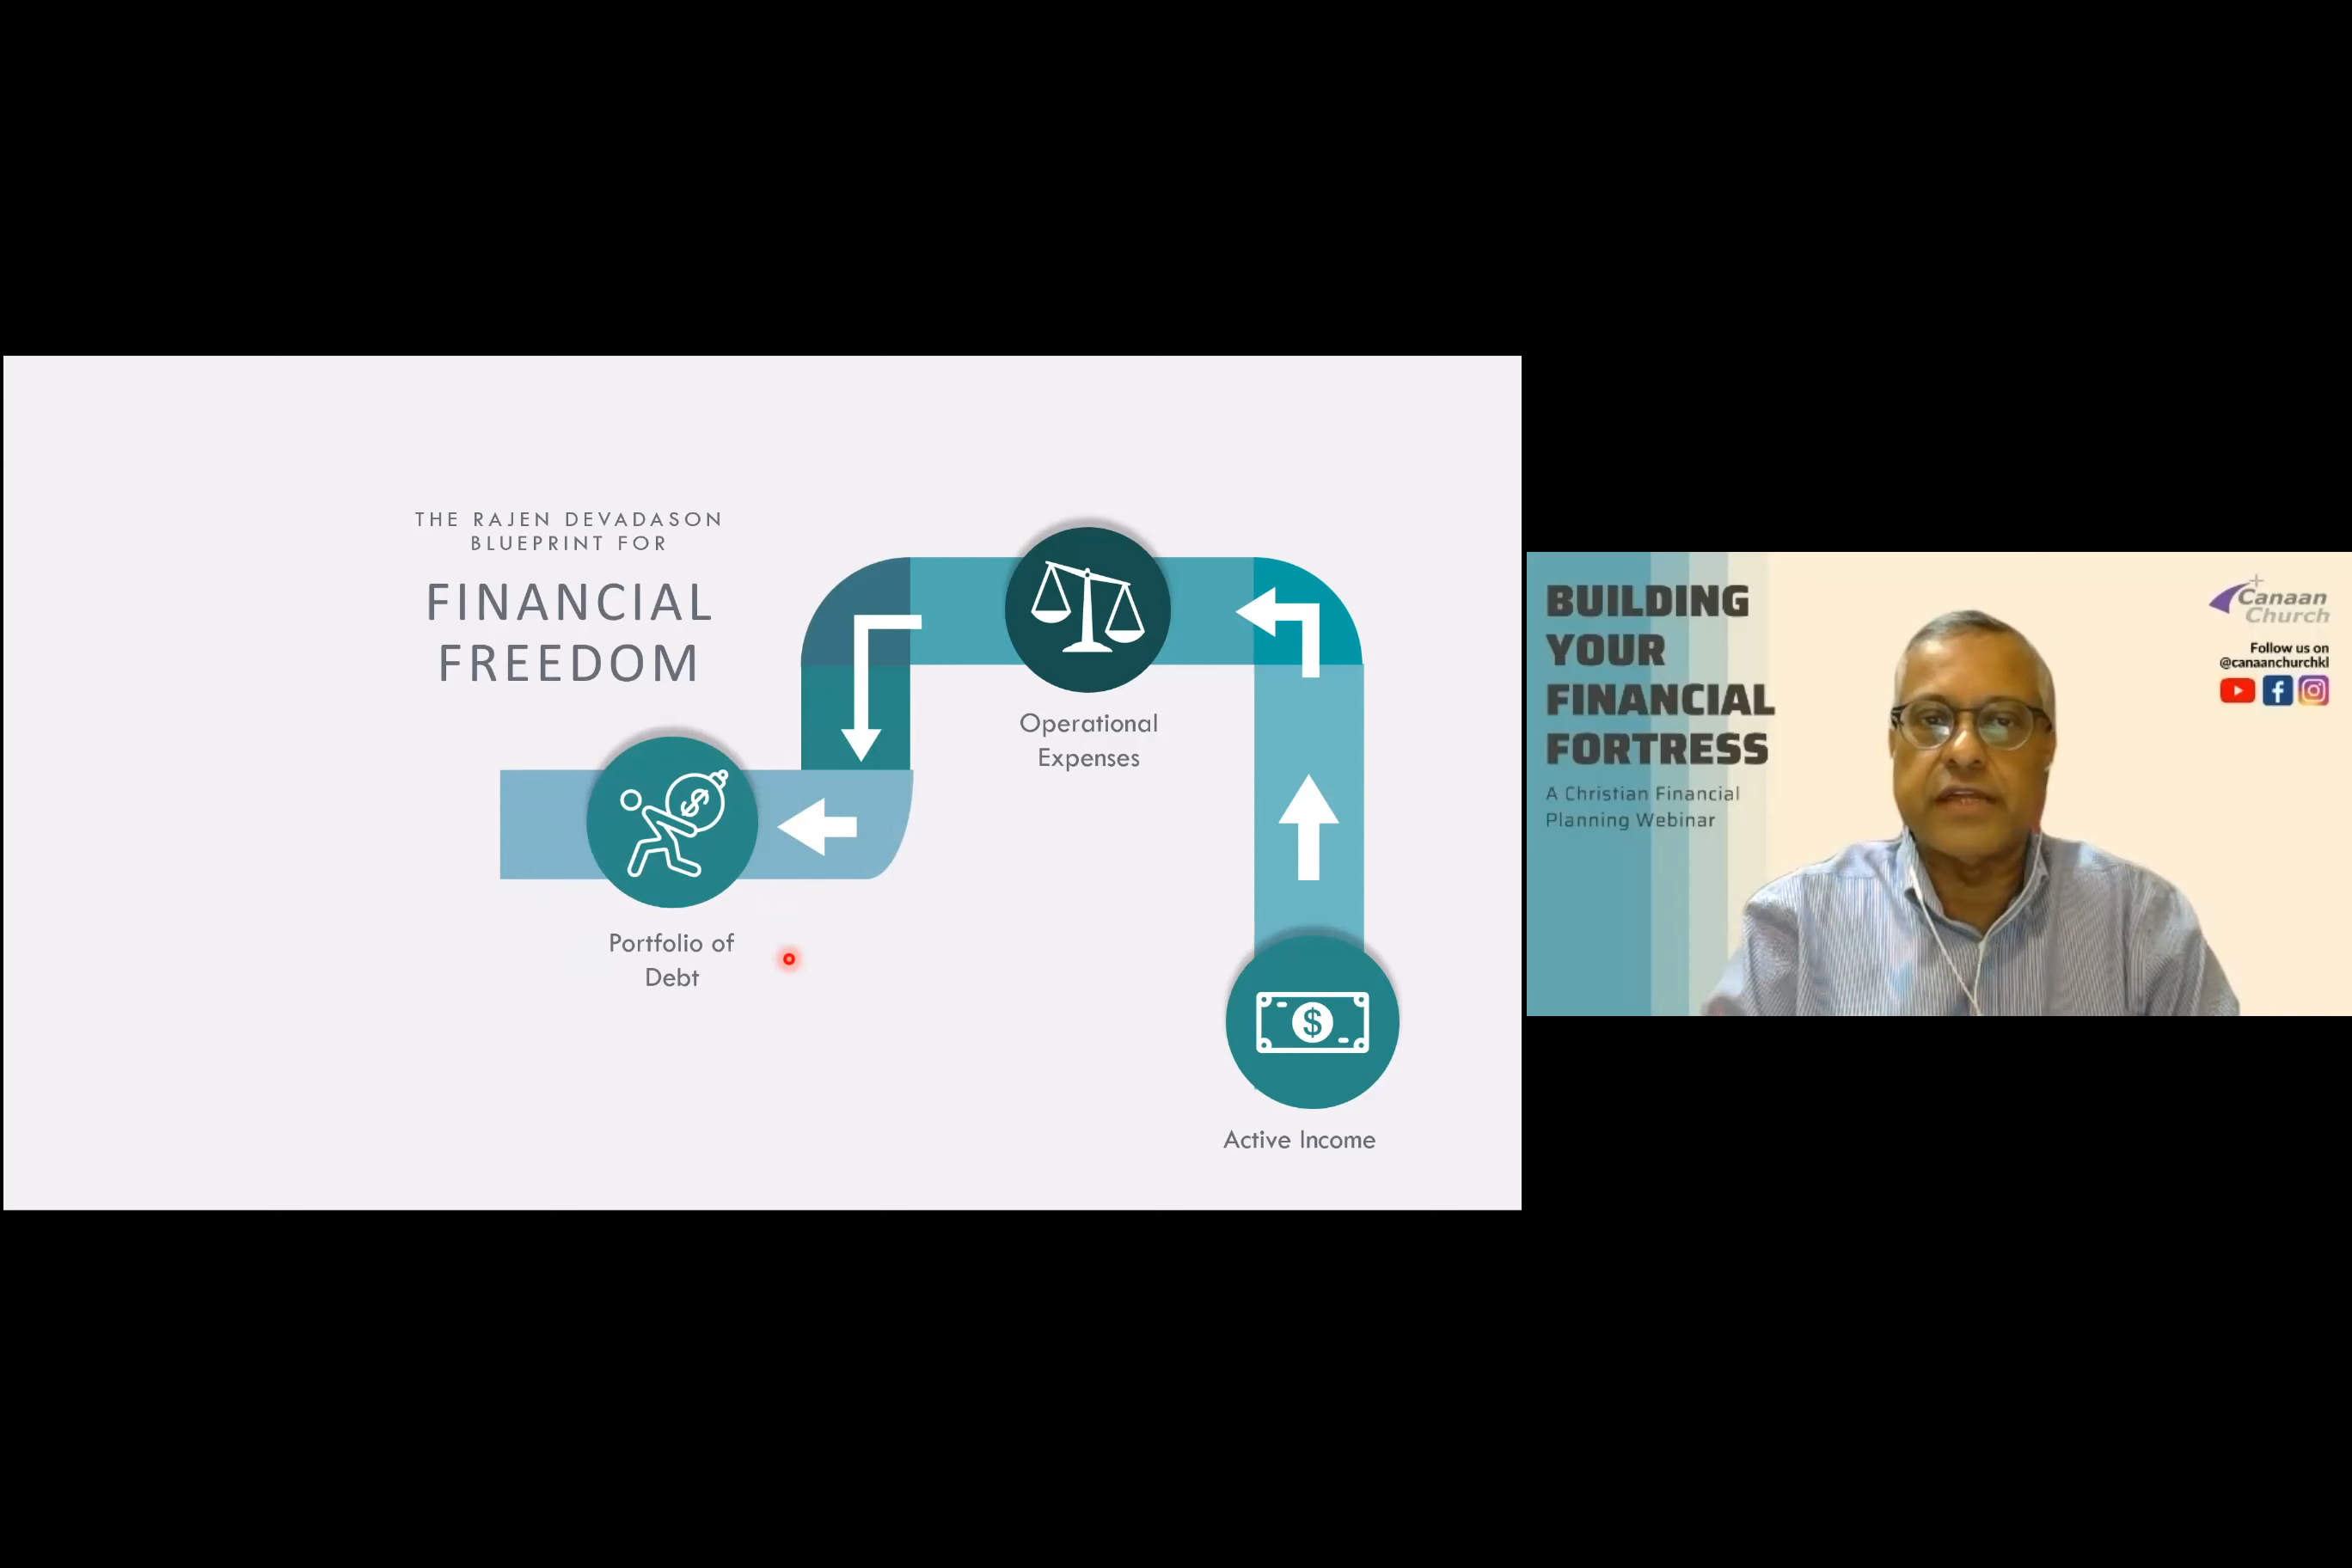 THE RAJEN DEVADASON
BLUEPRINT FOR
FINANCIAL
FREEDOM
Operational
Expenses
$
Portfolio of
Debt
$
Active Income
BUILDING
YOUR
FINANCIAL
FORTRESS
A Christian Financial
Planning Webinar
Canaan
Church
Follow us on
@canaanchurchkl